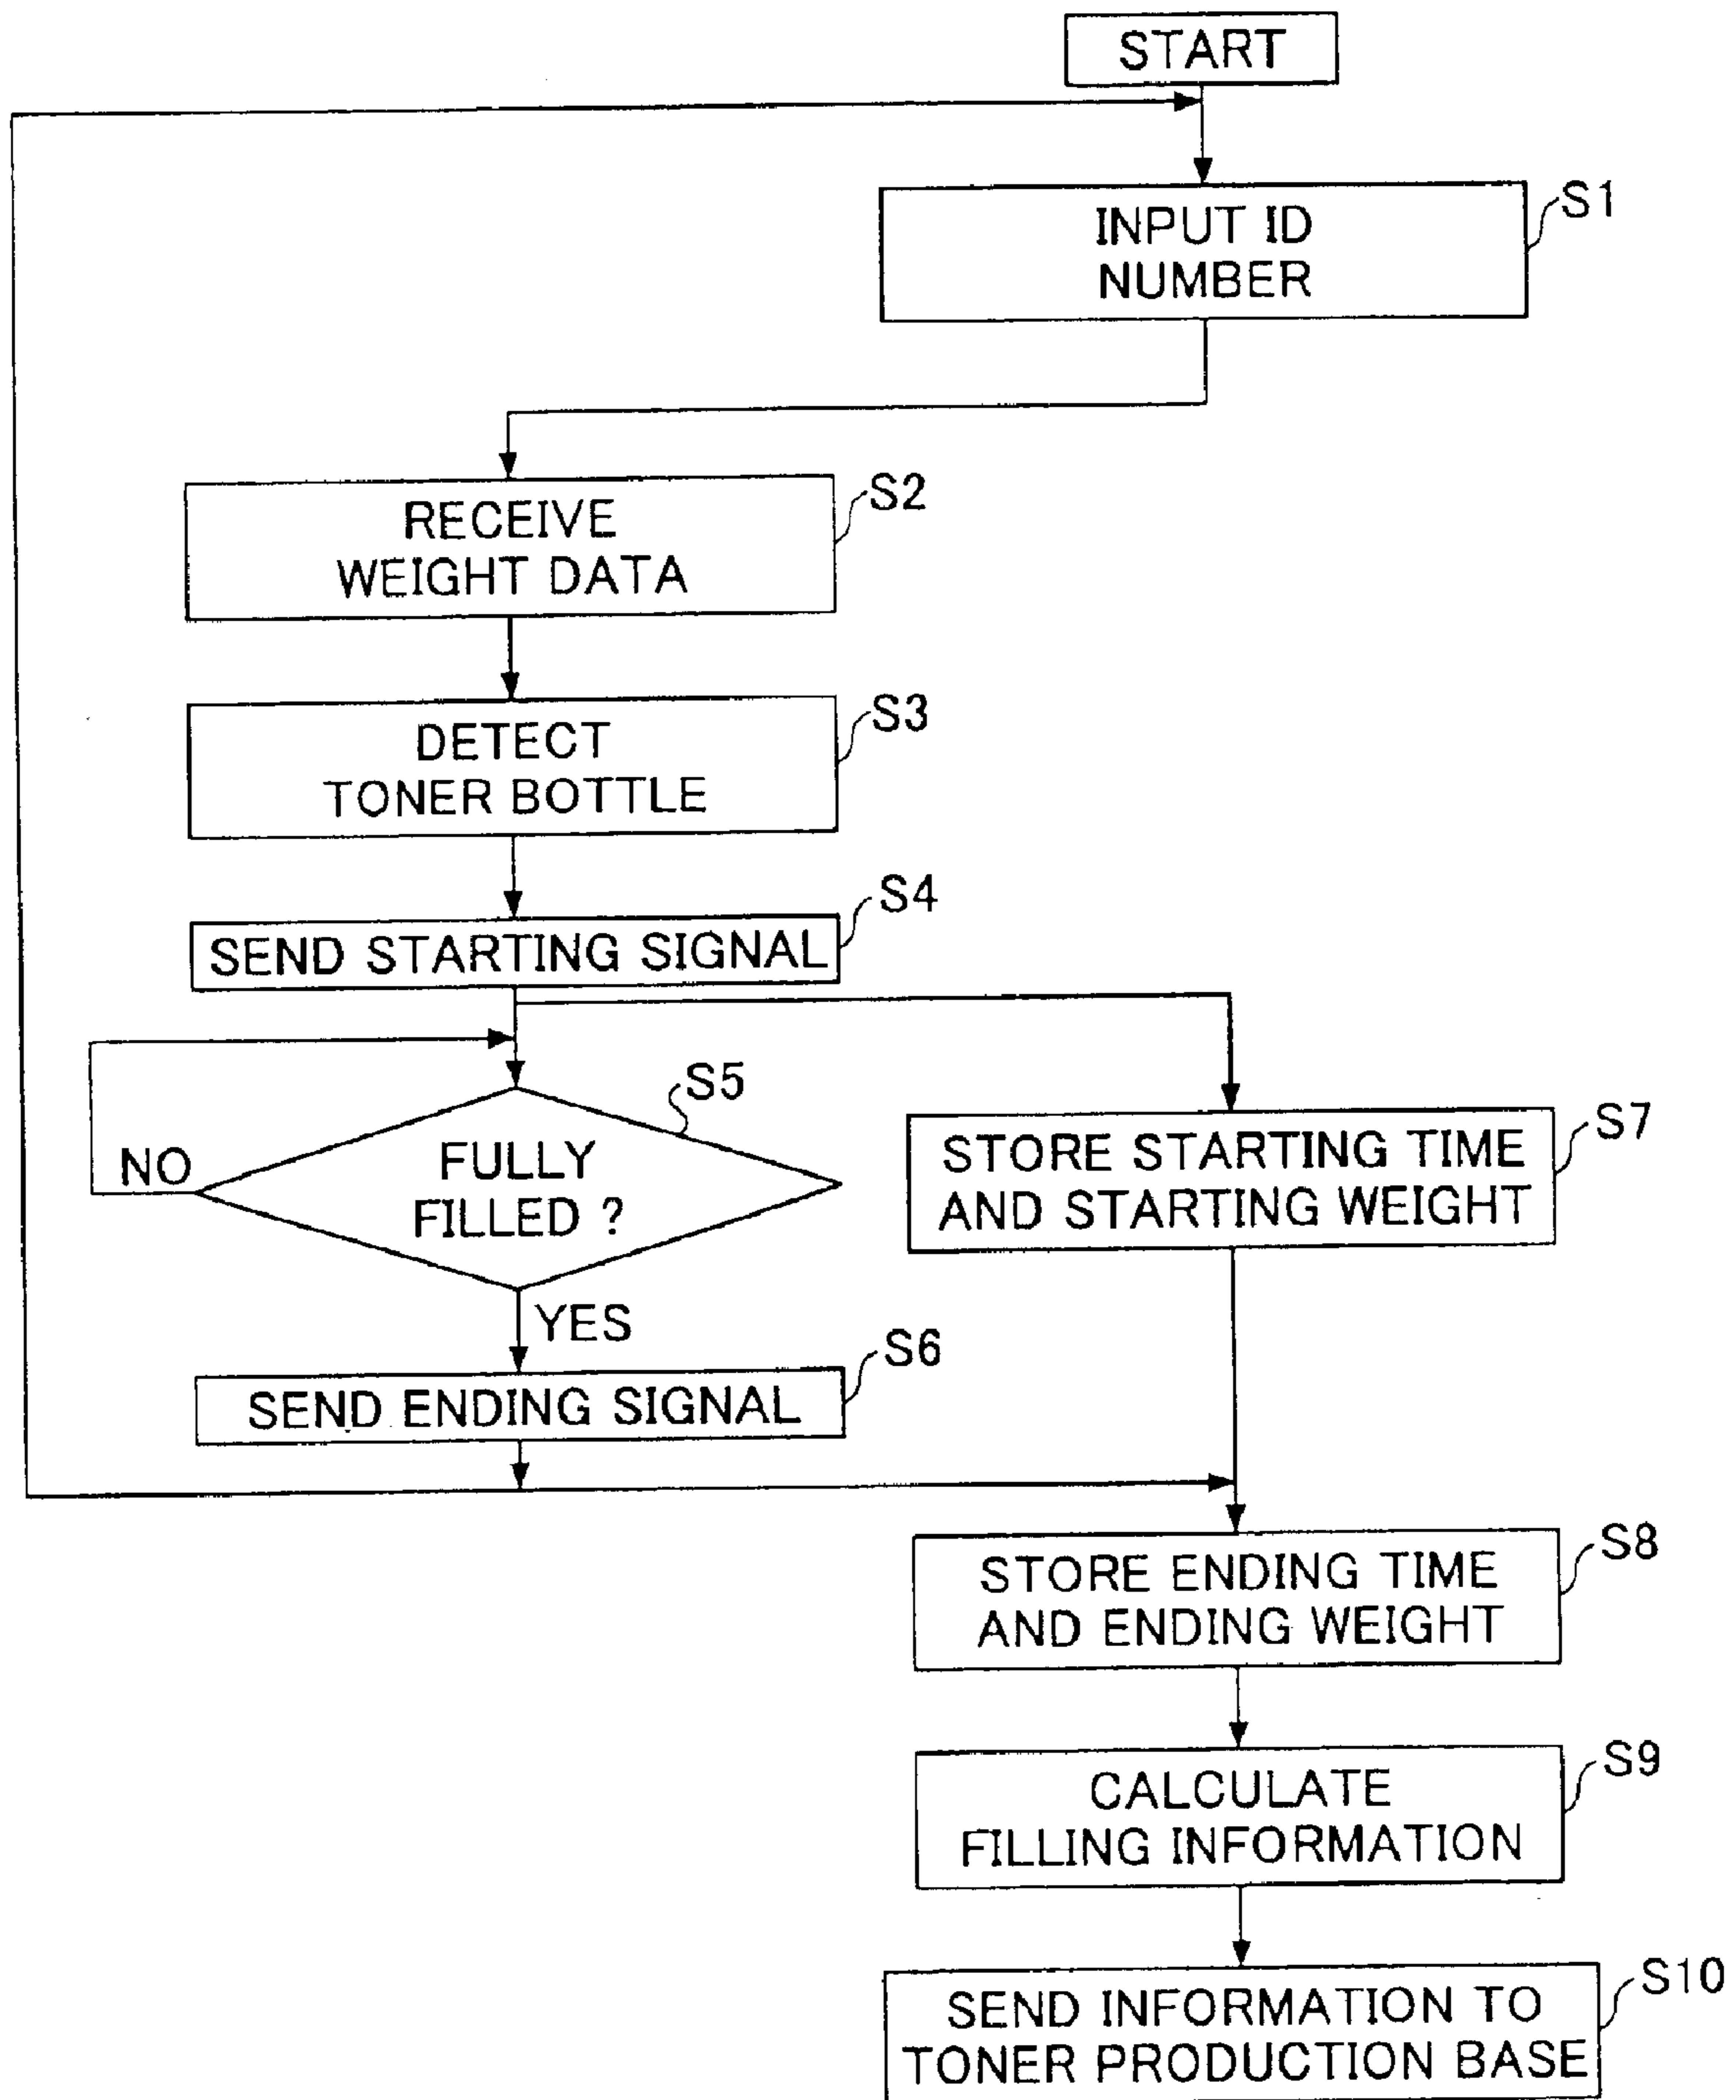 START
S1
INPUT ID
NUMBER
S2
RECEIVE
WEIGHT DATA
S3
DETECT
TONER BOTTLE
S4
SEND STARTING SIGNAL
S5
FULLY
FILLED ?
NO
YES
S7
STORE STARTING TIME
AND STARTING WEIGHT
S6
SEND ENDING SIGNAL
S8
STORE ENDING TIME
AND ENDING WEIGHT
S9
CALCULATE
FILLING INFORMATION
S10
SEND INFORMATION TO
TONER PRODUCTION BASE